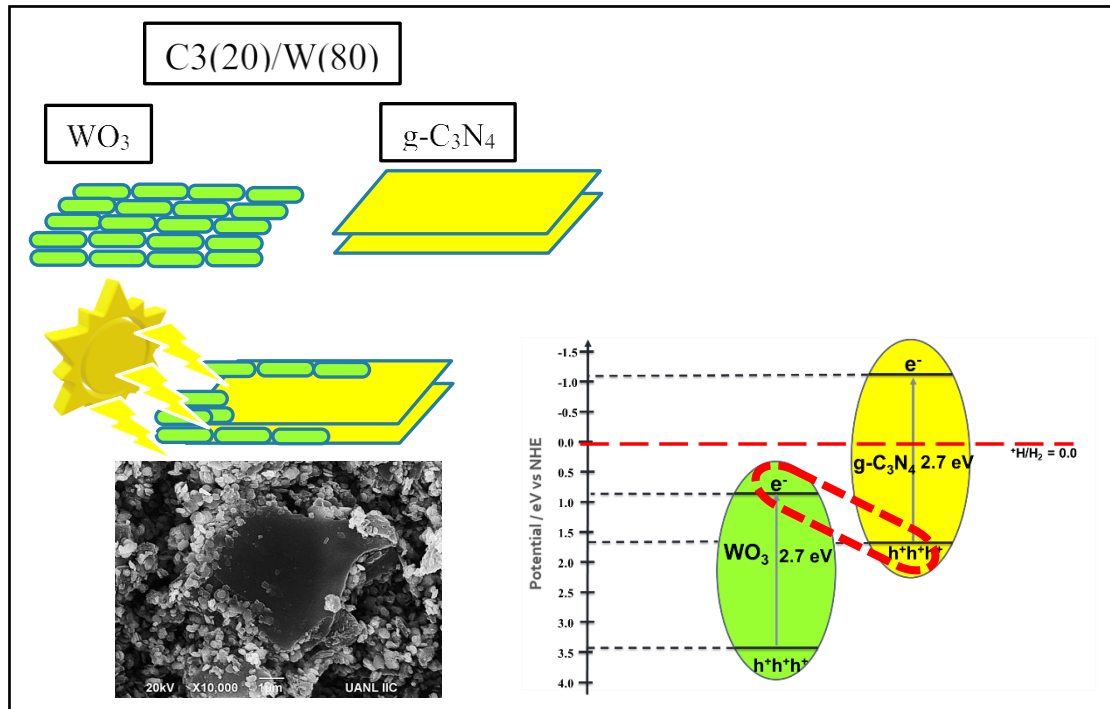 C3(20)/W(80)
WO₃
g-C₃N₄
20kV X10,000 1µm UANL IIC
Potential / eV vs NHE
-1.5
-1.0
-0.5
0.0
0.5
1.0
1.5
2.0
2.5
3.0
3.5
4.0
e⁻
g-C₃N₄ 2.7 eV
h⁺h⁺h⁺
⁺H/H₂ = 0.0
e⁻
WO₃ 2.7 eV
h⁺h⁺h⁺